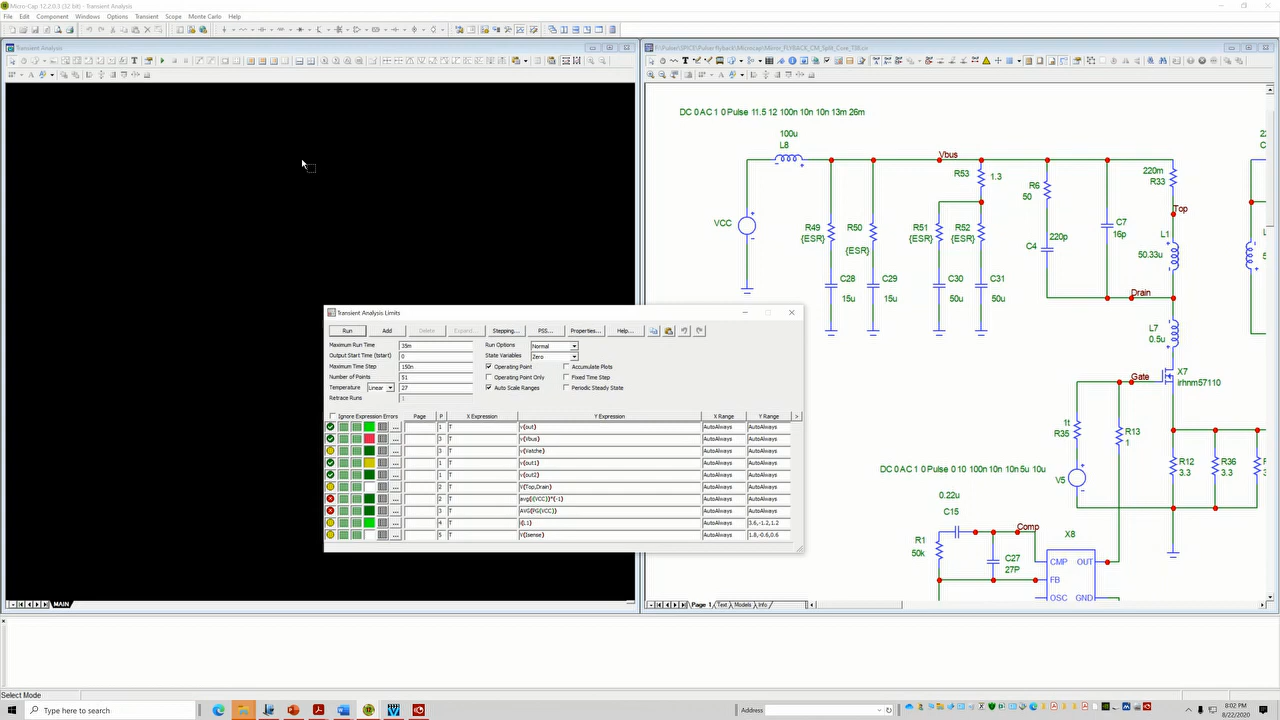 Micro-Cap 12.2.0.3 (32 bit) - Transient Analysis
File Edit Component Windows Options Transient Scope Monte Carlo Help
Transient Analysis
DC 0 AC 1 0 Pulse 11.5 12 100n 10n 10n 13m 26m
100u
L8
Vbus
R53
1.3
220m
R33
R6
50
Top
VCC
R49
{ESR}
R50
{ESR}
R51
{ESR}
R52
{ESR}
C7
16p
220p
C4
L1
50.33u
C28
15u
C29
15u
C30
50u
C31
50u
Drain
L7
0.5u
Gate
X7
irhnm57110
1t
R35
R13
1
R12
3.3
R36
3.3
3.3
DC 0 AC 1 0 Pulse 0 10 100n 10n 10n 5u 10u
V5
0.22u
C15
Comp
R1
50k
C27
27P
X8
CMP OUT
FB
OSC GND
Transient Analysis Limits
Run Add Delete Expand... Stepping... PSS... Properties... Help...
Maximum Run Time 35m Run Options Normal
Output Start Time (tstart) 0 State Variables Zero
Maximum Time Step 150n Operating Point Accumulate Plots
Number of Points 51 Operating Point Only Fixed Time Step
Temperature Linear 27 Auto Scale Ranges Periodic Steady State
Retrace Runs 1
Ignore Expression Errors Page P X Expression Y Expression X Range Y Range >
... 1 T v(out) AutoAlways AutoAlways
... 3 T v(Vbus) AutoAlways AutoAlways
... 3 T v(Vatche) AutoAlways AutoAlways
... 1 T v(out1) AutoAlways AutoAlways
... 1 T v(out2) AutoAlways AutoAlways
... 2 T V(Top,Drain) AutoAlways AutoAlways
... 2 T avg(I(VCC))*(-1) AutoAlways AutoAlways
... 3 T AVG(PG(VCC)) AutoAlways AutoAlways
... 4 T i(L1) AutoAlways 3.6,-1.2,1.2
... 5 T V(Isense) AutoAlways 1.8,-0.6,0.6
MAIN
Page 1 Text Models Info
Select Mode
Type here to search
Address
8:02 PM
8/22/2020